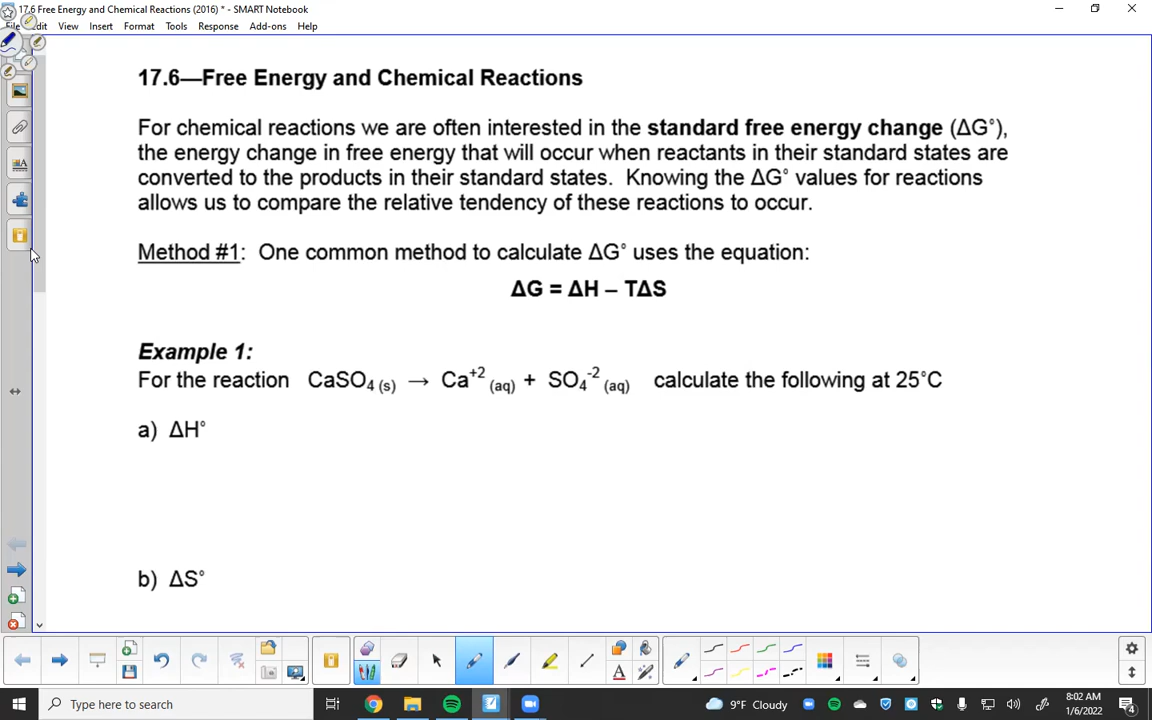 17.6 Free Energy and Chemical Reactions (2016) * - SMART Notebook
File Edit View Insert Format Tools Response Add-ons Help
17.6—Free Energy and Chemical Reactions
For chemical reactions we are often interested in the standard free energy change (ΔG°),
the energy change in free energy that will occur when reactants in their standard states are
converted to the products in their standard states. Knowing the ΔG° values for reactions
allows us to compare the relative tendency of these reactions to occur.
Method #1: One common method to calculate ΔG° uses the equation:
ΔG = ΔH – TΔS
Example 1:
For the reaction CaSO₄ (s) → Ca⁺² (aq) + SO₄⁻² (aq) calculate the following at 25°C
a) ΔH°
b) ΔS°
Type here to search
9°F Cloudy
8:02 AM
1/6/2022
4